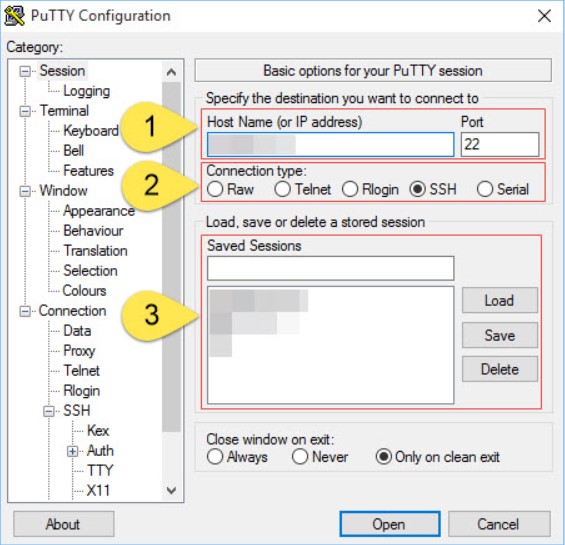 PuTTY Configuration
Category:
Session
Logging
Terminal
Keyboard
Bell
Features
Window
Appearance
Behaviour
Translation
Selection
Colours
Connection
Data
Proxy
Telnet
Rlogin
SSH
Kex
Auth
TTY
X11
Basic options for your PuTTY session
Specify the destination you want to connect to
1
Host Name (or IP address) Port
22
2
Connection type:
Raw Telnet Rlogin SSH Serial
Load, save or delete a stored session
3
Saved Sessions
Load
Save
Delete
Close window on exit:
Always Never Only on clean exit
About Open Cancel